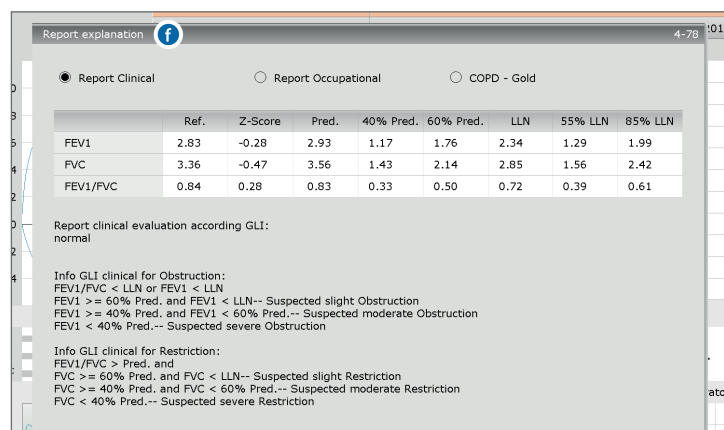 Report explanation f 4-78
Report Clinical Report Occupational COPD - Gold
Ref. Z-Score Pred. 40% Pred. 60% Pred. LLN 55% LLN 85% LLN
FEV1 2.83 -0.28 2.93 1.17 1.76 2.34 1.29 1.99
FVC 3.36 -0.47 3.56 1.43 2.14 2.85 1.56 2.42
FEV1/FVC 0.84 0.28 0.83 0.33 0.50 0.72 0.39 0.61
Report clinical evaluation according GLI:
normal
Info GLI clinical for Obstruction:
FEV1/FVC < LLN or FEV1 < LLN
FEV1 >= 60% Pred. and FEV1 < LLN-- Suspected slight Obstruction
FEV1 >= 40% Pred. and FEV1 < 60% Pred.-- Suspected moderate Obstruction
FEV1 < 40% Pred.-- Suspected severe Obstruction
Info GLI clinical for Restriction:
FEV1/FVC > Pred. and
FVC >= 60% Pred. and FVC < LLN-- Suspected slight Restriction
FVC >= 40% Pred. and FVC < 60% Pred.-- Suspected moderate Restriction
FVC < 40% Pred.-- Suspected severe Restriction